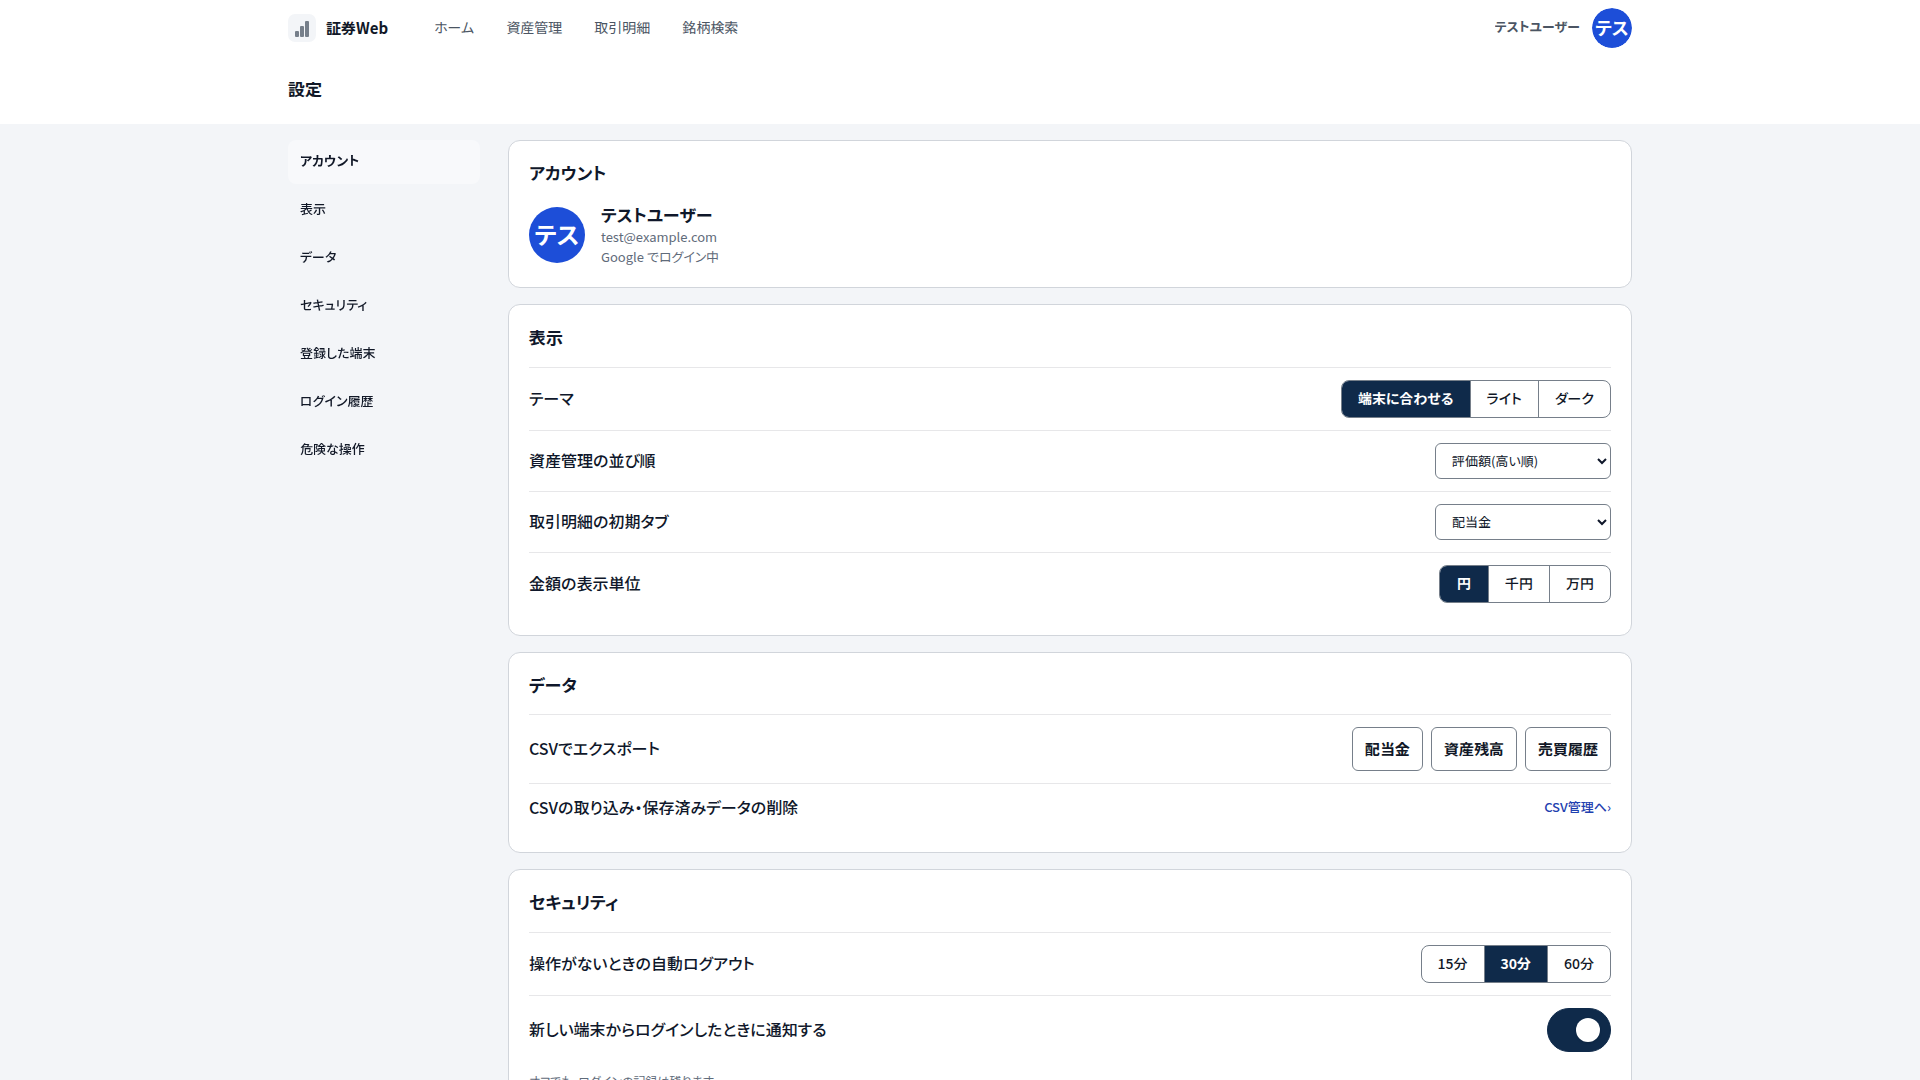 証券Web
ホーム
資産管理
取引明細
銘柄検索
テストユーザー
テス
設定
アカウント
表示
データ
セキュリティ
登録した端末
ログイン履歴
危険な操作
アカウント
テス
テストユーザー
test@example.com
Google でログイン中
表示
テーマ
端末に合わせる
ライト
ダーク
資産管理の並び順
評価額(高い順)
取引明細の初期タブ
配当金
金額の表示単位
円
千円
万円
データ
CSVでエクスポート
配当金
資産残高
売買履歴
CSVの取り込み・保存済みデータの削除
CSV管理へ›
セキュリティ
操作がないときの自動ログアウト
15分
30分
60分
新しい端末からログインしたときに通知する